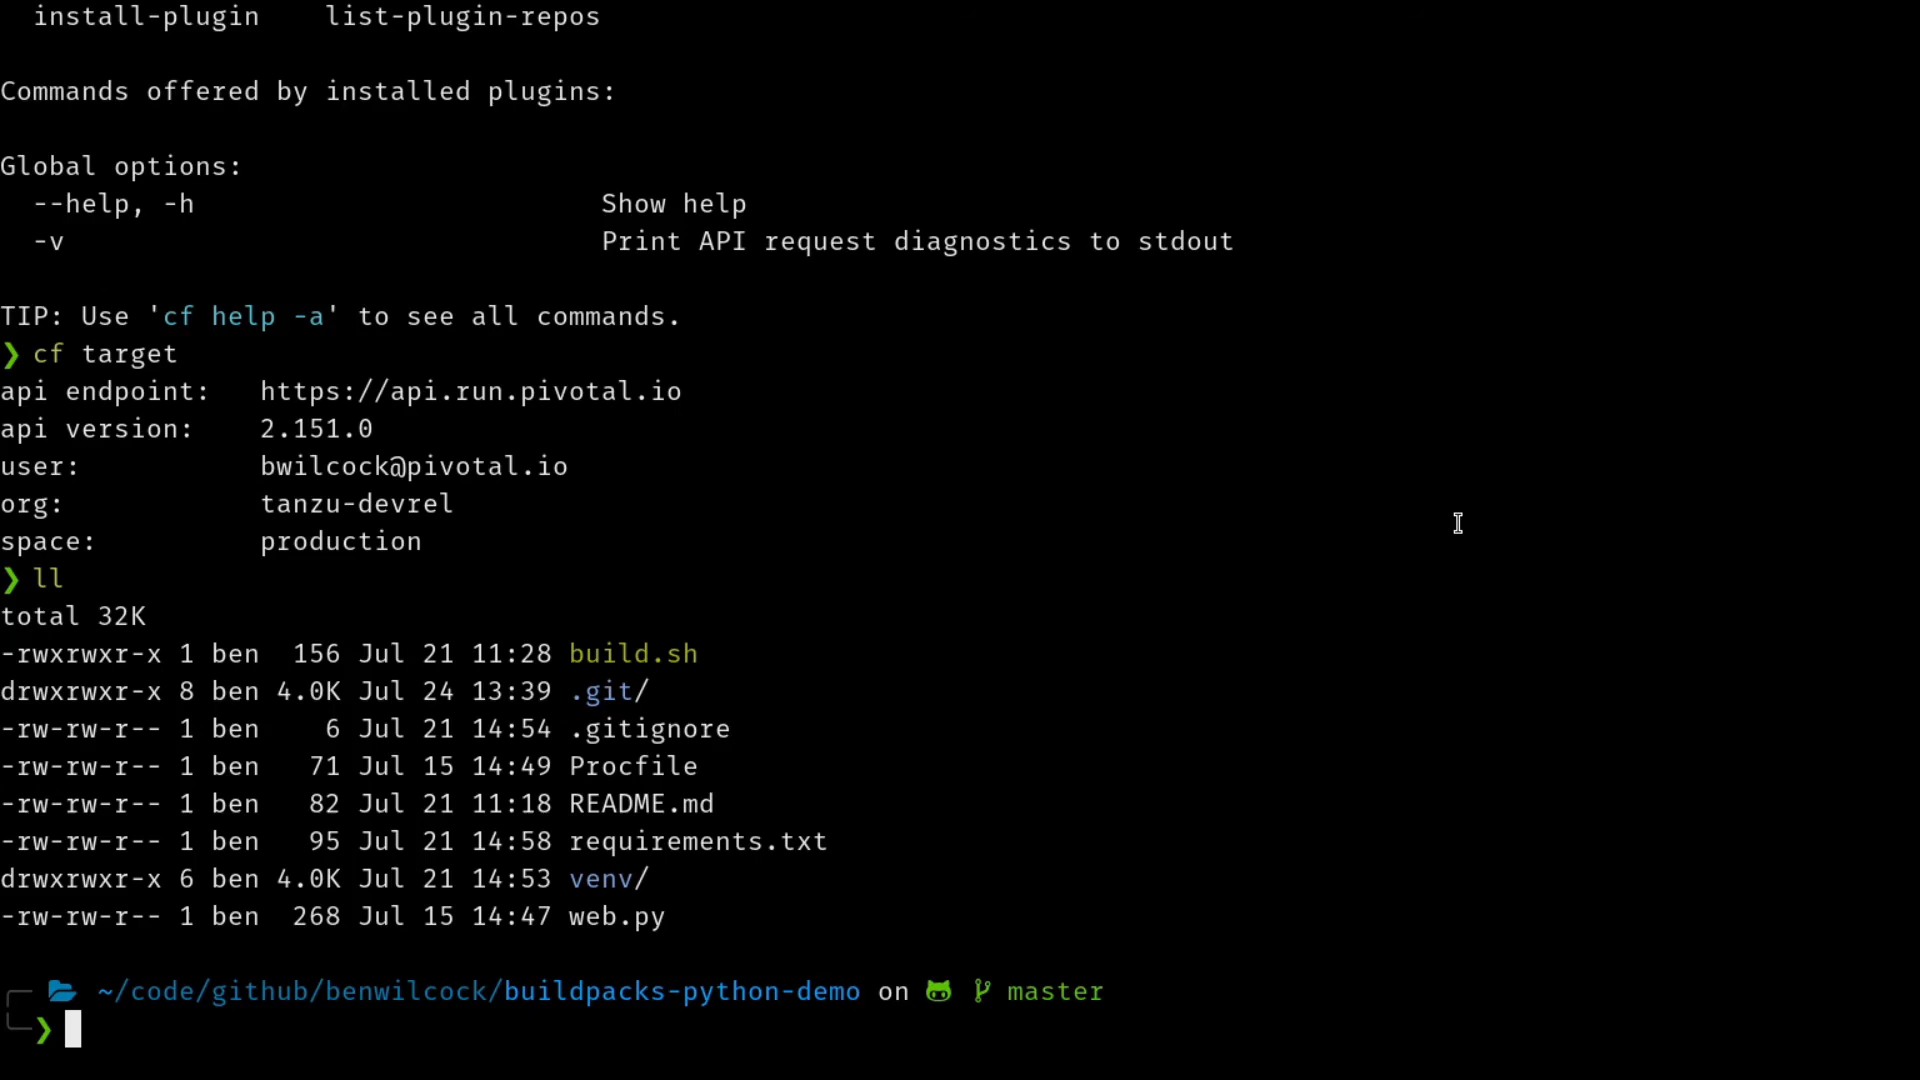 install-plugin    list-plugin-repos
Commands offered by installed plugins:
Global options:
--help, -h                         Show help
-v                                 Print API request diagnostics to stdout
TIP: Use 'cf help -a' to see all commands.
❯ cf target
api endpoint:   https://api.run.pivotal.io
api version:    2.151.0
user:           bwilcock@pivotal.io
org:            tanzu-devrel
space:          production
❯ ll
total 32K
-rwxrwxr-x 1 ben  156 Jul 21 11:28 build.sh
drwxrwxr-x 8 ben 4.0K Jul 24 13:39 .git/
-rw-rw-r-- 1 ben    6 Jul 21 14:54 .gitignore
-rw-rw-r-- 1 ben   71 Jul 15 14:49 Procfile
-rw-rw-r-- 1 ben   82 Jul 21 11:18 README.md
-rw-rw-r-- 1 ben   95 Jul 21 14:58 requirements.txt
drwxrwxr-x 6 ben 4.0K Jul 21 14:53 venv/
-rw-rw-r-- 1 ben  268 Jul 15 14:47 web.py
~/code/github/benwilcock/buildpacks-python-demo on master
❯